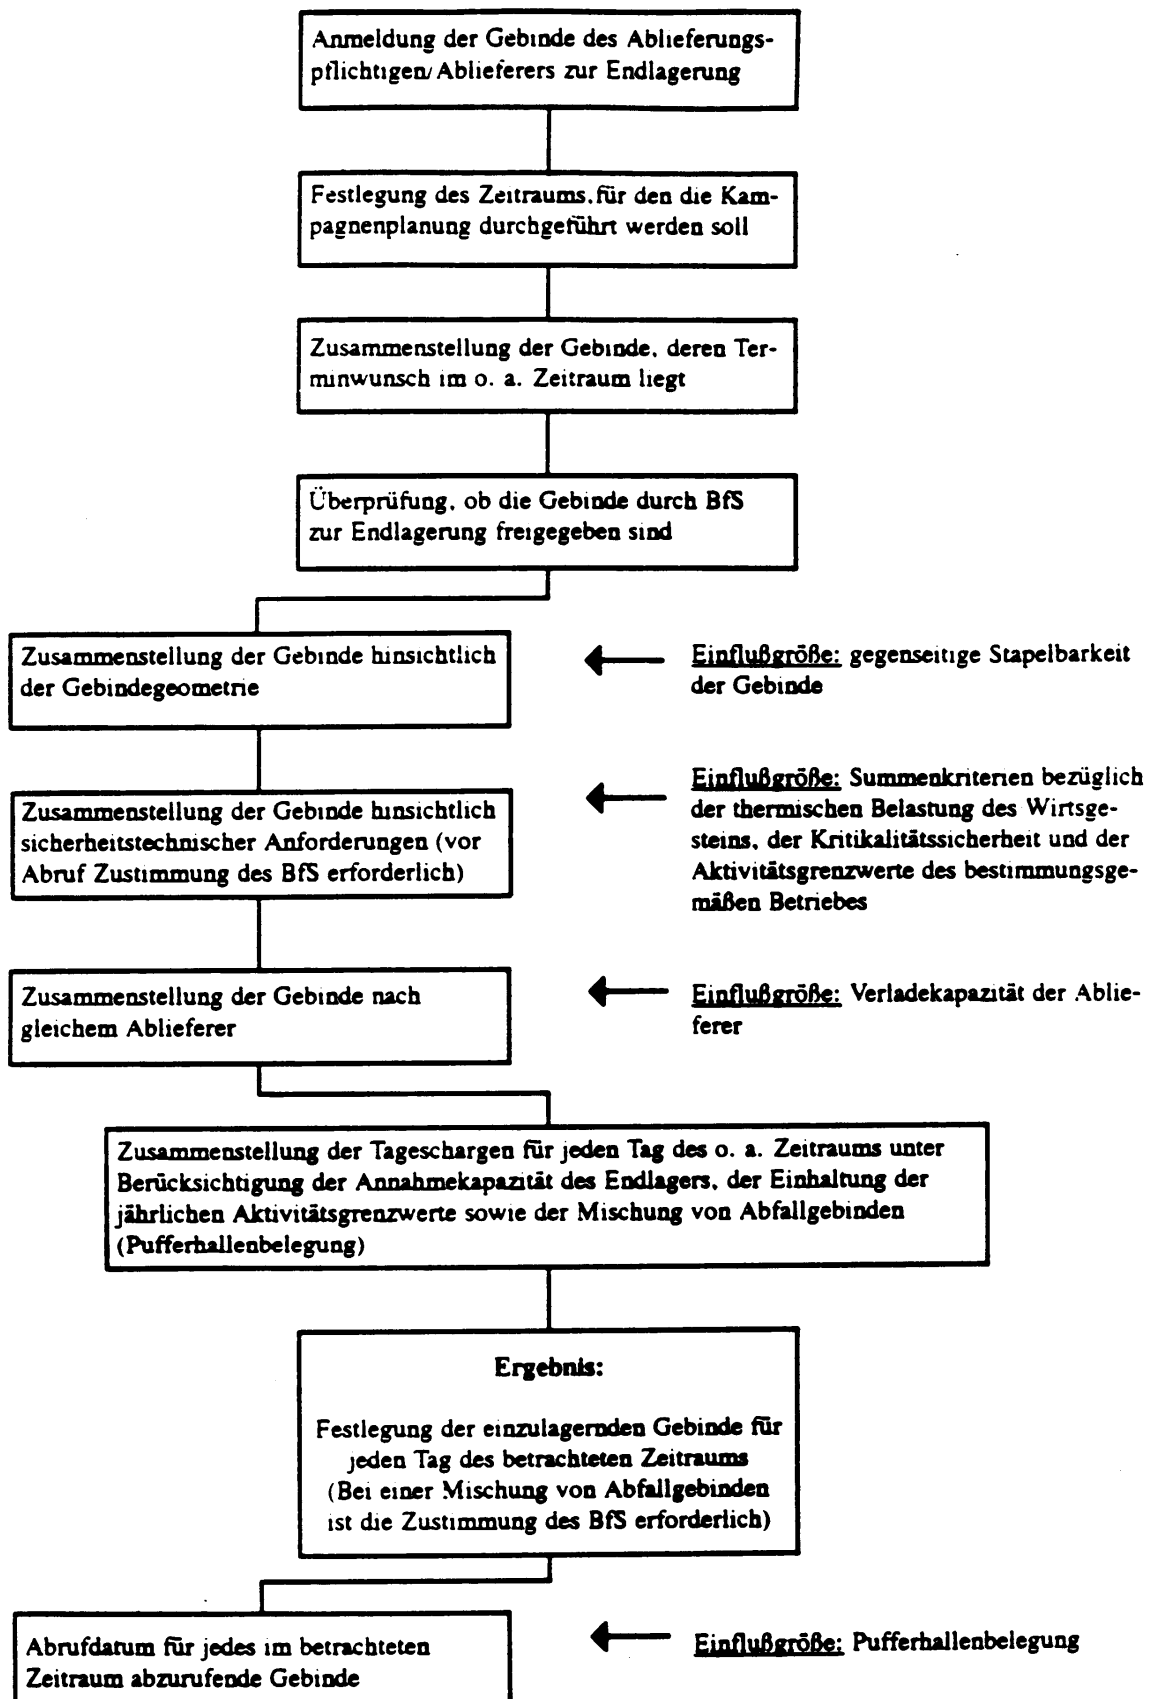 Anmeldung der Gebinde des Ablieferungs-
pflichtigen/Ablieferers zur Endlagerung
Festlegung des Zeitraums, für den die Kam-
pagnenplanung durchgeführt werden soll
Zusammenstellung der Gebinde, deren Ter-
minwunsch im o. a. Zeitraum liegt
Überprüfung, ob die Gebinde durch BfS
zur Endlagerung freigegeben sind
Zusammenstellung der Gebinde hinsichtlich
der Gebindegeometrie
Einflußgröße: gegenseitige Stapelbarkeit
der Gebinde
Zusammenstellung der Gebinde hinsichtlich
sicherheitstechnischer Anforderungen (vor
Abruf Zustimmung des BfS erforderlich)
Einflußgröße: Summenkriterien bezüglich
der thermischen Belastung des Wirtsge-
steins, der Kritikalitätssicherheit und der
Aktivitätsgrenzwerte des bestimmungsge-
mäßen Betriebes
Zusammenstellung der Gebinde nach
gleichem Ablieferer
Einflußgröße: Verladekapazität der Ablie-
ferer
Zusammenstellung der Tageschargen für jeden Tag des o. a. Zeitraums unter
Berücksichtigung der Annahmekapazität des Endlagers, der Einhaltung der
jährlichen Aktivitätsgrenzwerte sowie der Mischung von Abfallgebinden
(Pufferhallenbelegung)
Ergebnis:
Festlegung der einzulagernden Gebinde für
jeden Tag des betrachteten Zeitraums
(Bei einer Mischung von Abfallgebinden
ist die Zustimmung des BfS erforderlich)
Abrufdatum für jedes im betrachteten
Zeitraum abzurufende Gebinde
Einflußgröße: Pufferhallenbelegung